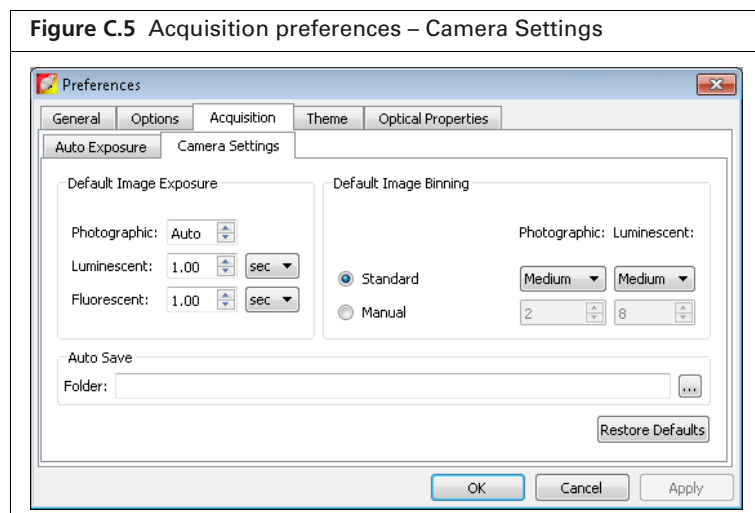 Figure C.5 Acquisition preferences – Camera Settings
Preferences
General Options Acquisition Theme Optical Properties
Auto Exposure Camera Settings
Default Image Exposure
Photographic: Auto
Luminescent: 1.00 sec
Fluorescent: 1.00 sec
Default Image Binning
Photographic: Luminescent:
Standard Medium Medium
Manual 2 8
Auto Save
Folder: ...
Restore Defaults
OK Cancel Apply